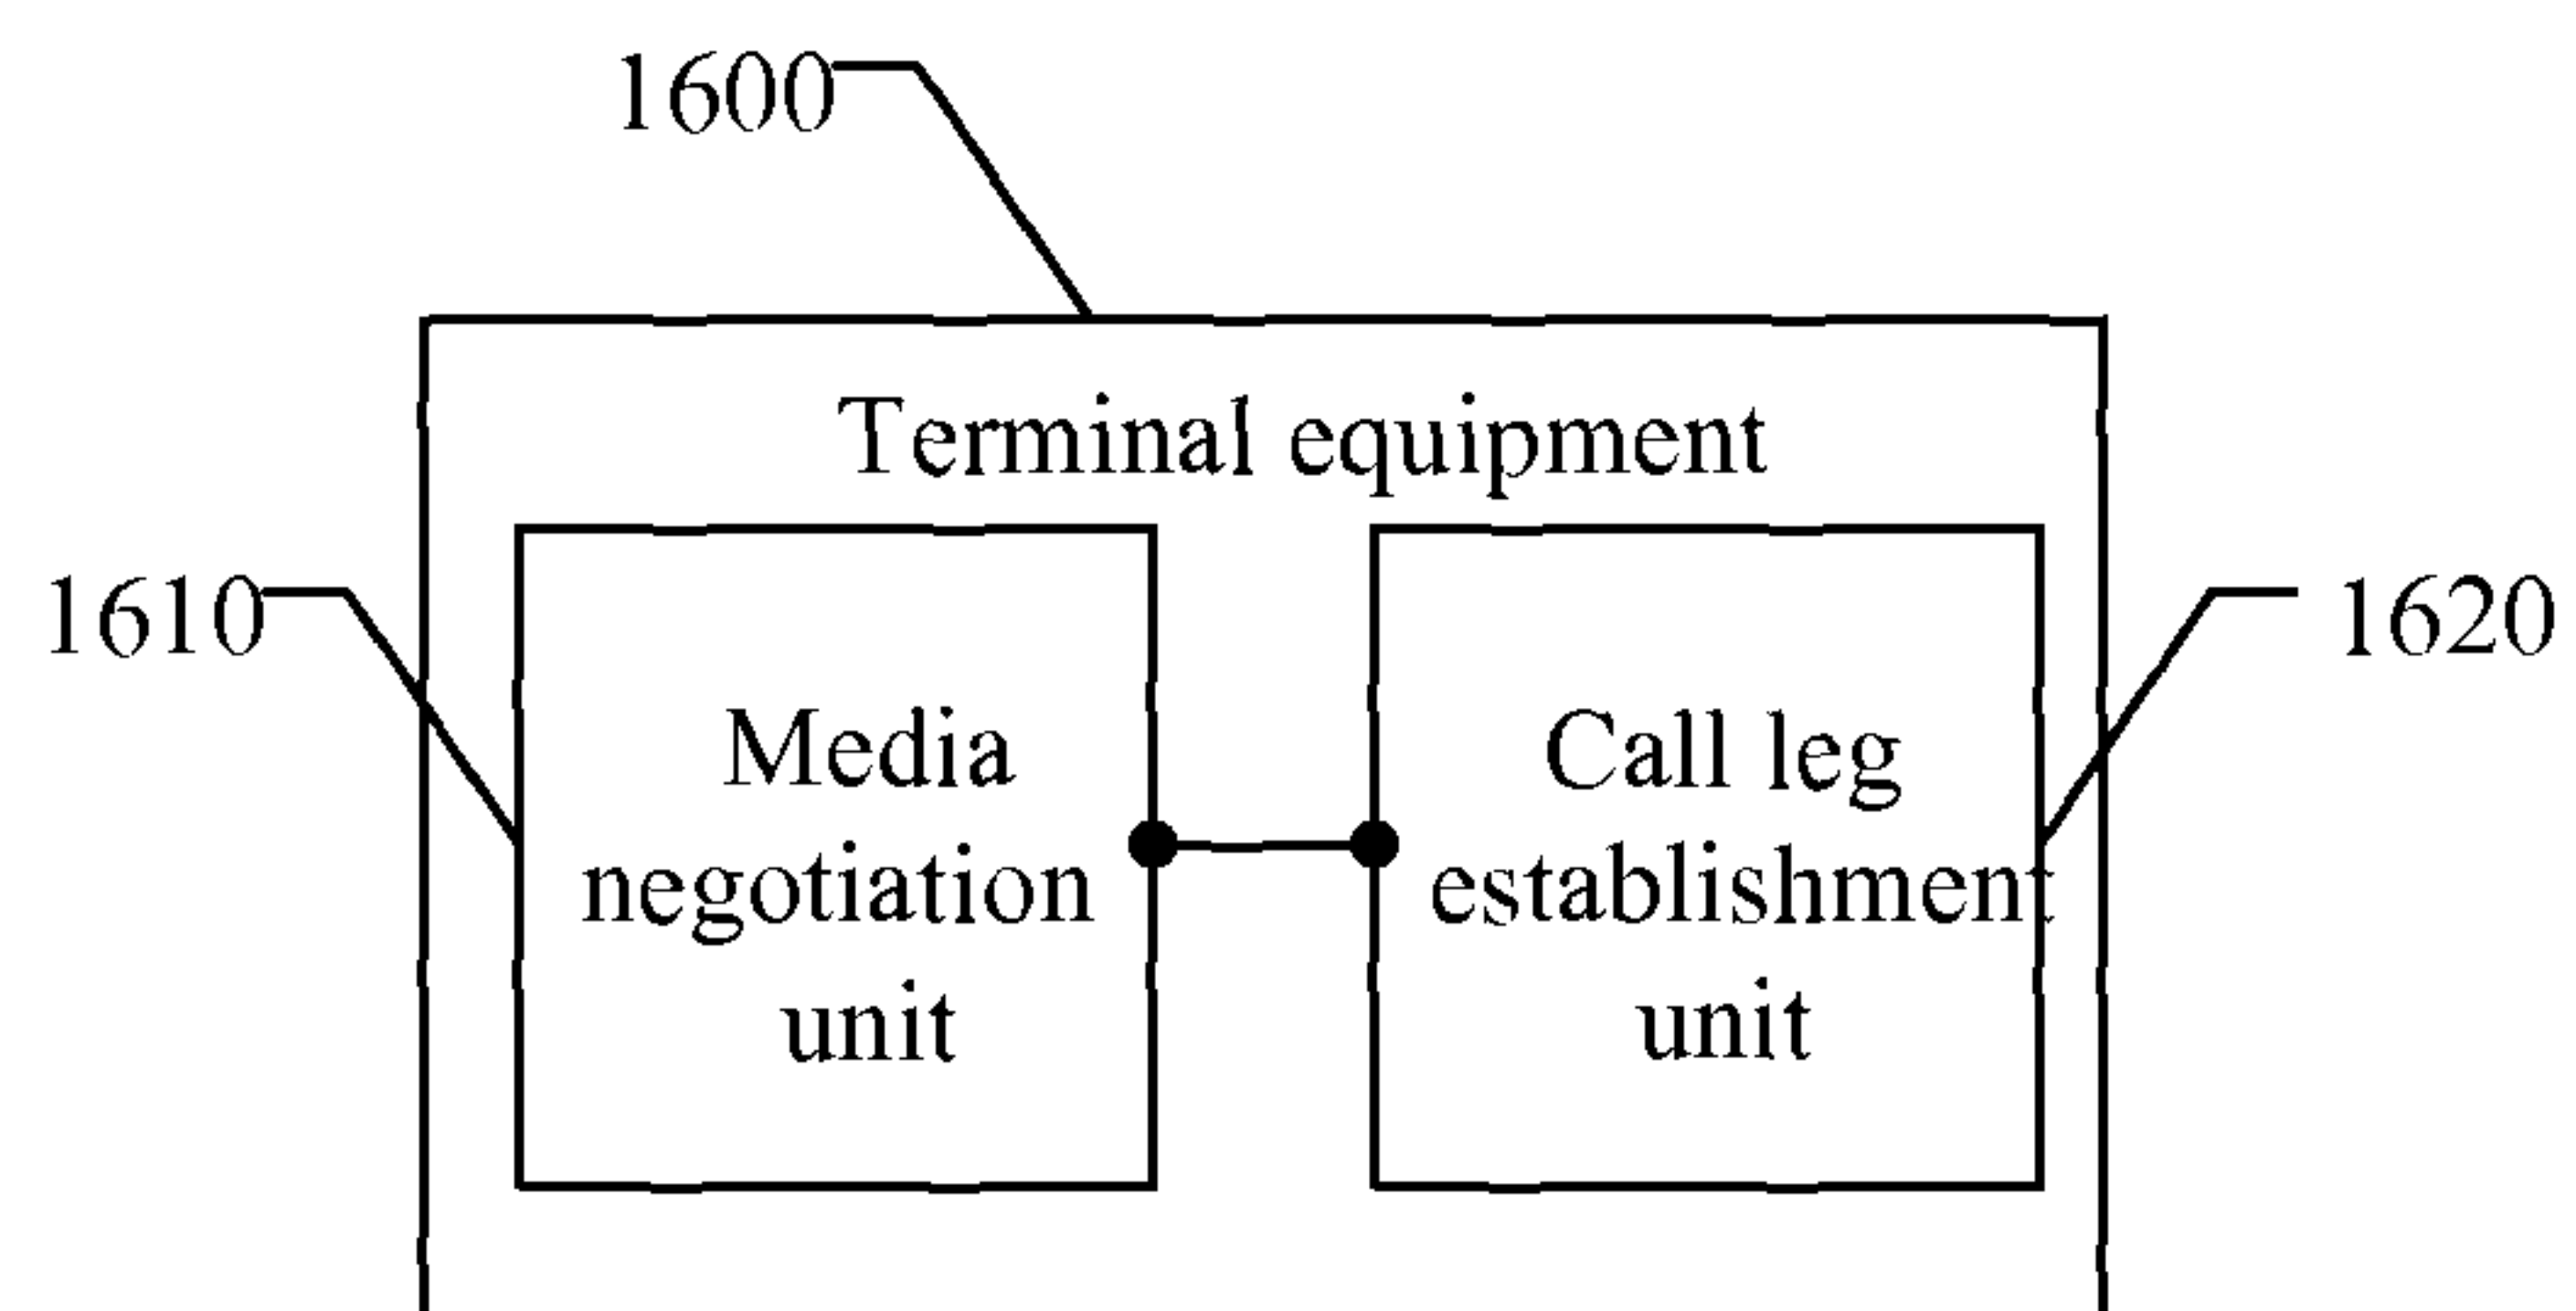 1600
Terminal equipment
1610
1620
Media
negotiation
unit
Call leg
establishment
unit